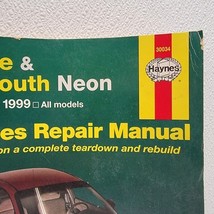 30034
Haynes
e &
outh Neon
1999 □ All models
es Repair Manual
on a complete teardown and rebuild